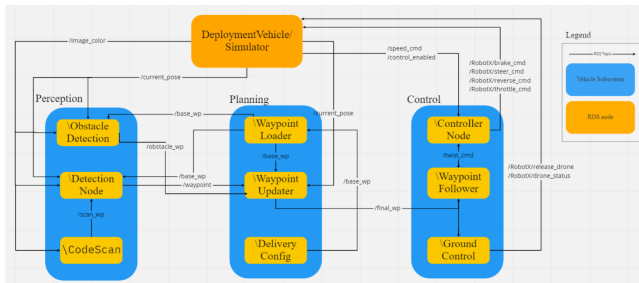 DeploymentVehicle/
Simulator
Legend
ROS Topic
Vehicle Subsystem
ROS node
/image_color
/speed_cmd
/control_enabled
/RobotX/brake_cmd
/RobotX/steer_cmd
/RobotX/reverse_cmd
/RobotX/throttle_cmd
/current_pose
Perception
Planning
Control
/base_wp
/current_pose
\Obstacle
Detection
\Waypoint
Loader
\Controller
Node
/obstacle_wp
/base_wp
/twist_cmd
/RobotX/release_drone
/RobotX/drone_status
\Detection
Node
/base_wp
/waypoint
\Waypoint
Updater
/base_wp
\Waypoint
Follower
/scan_wp
/final_wp
\CodeScan
\Delivery
Config
\Ground
Control